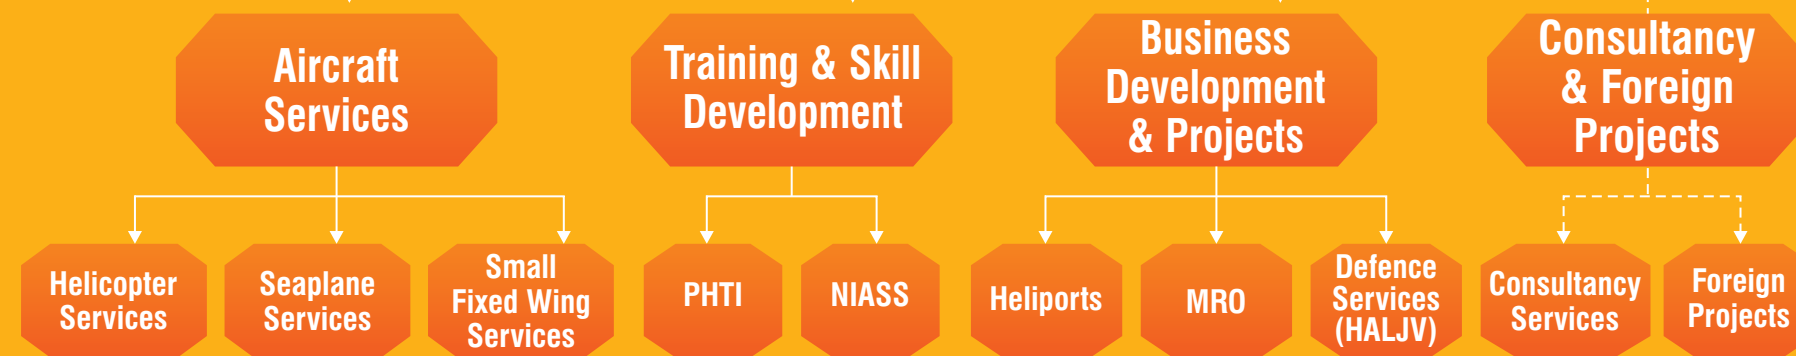 Aircraft
Services
Training & Skill
Development
Business
Development
& Projects
Consultancy
& Foreign
Projects
Helicopter
Services
Seaplane
Services
Small
Fixed Wing
Services
PHTI
NIASS
Heliports
MRO
Defence
Services
(HALJV)
Consultancy
Services
Foreign
Projects